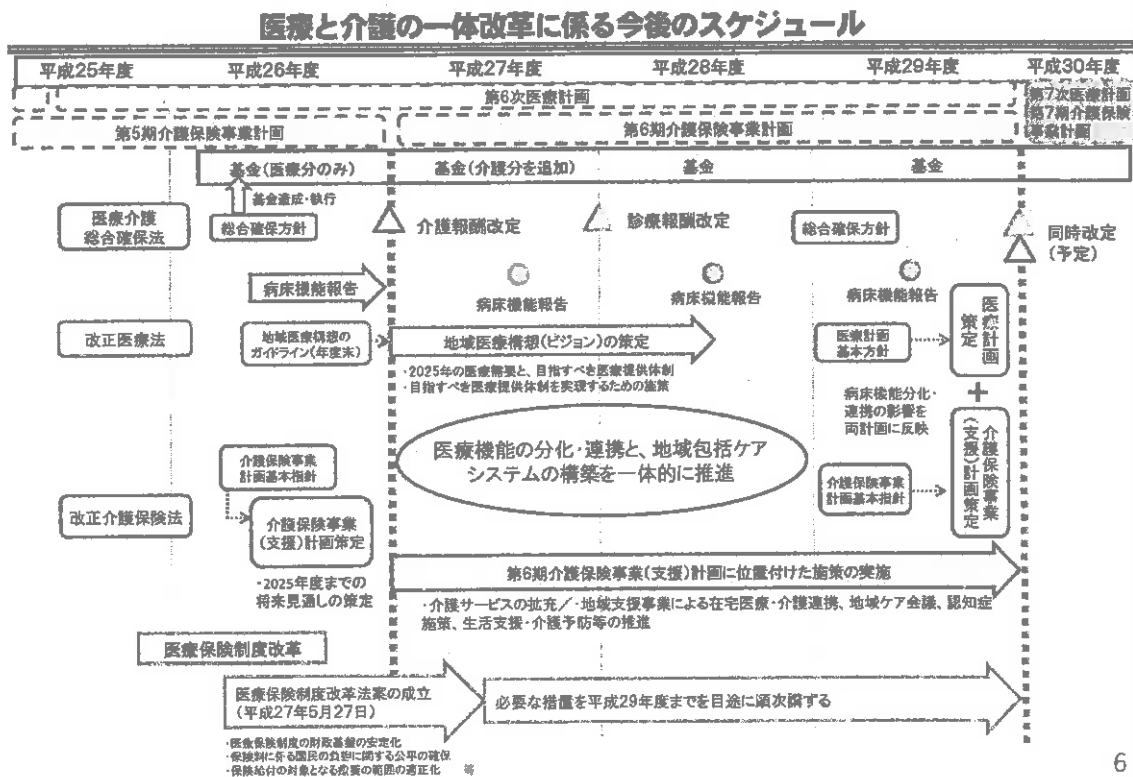 医療と介護の一体改革に係る今後のスケジュール
平成25年度
平成26年度
平成27年度
平成28年度
平成29年度
平成30年度
第6次医療計画
第7次医療計画
第7期介護保険
事業計画
第5期介護保険事業計画
第6期介護保険事業計画
基金(医療分のみ)
基金(介護分を追加)
基金
基金
基金造成・執行
医療介護
総合確保法
総合確保方針
介護報酬改定
診療報酬改定
総合確保方針
同時改定
(予定)
病床機能報告
病床機能報告
病床機能報告
病床機能報告
改正医療法
地域医療構想の
ガイドライン(年度末)
地域医療構想(ビジョン)の策定
・2025年の医療需要と、目指すべき医療提供体制
・目指すべき医療提供体制を実現するための施策
医療計画
基本方針
医療計画
策定
+
病床機能分化・
連携の影響を
両計画に反映
医療機能の分化・連携と、地域包括ケア
システムの構築を一体的に推進
介護保険事業
計画基本指針
介護保険事業
計画基本指針
介護保険事業
(支援)計画策定
改正介護保険法
介護保険事業
(支援)計画策定
・2025年度までの
将来見通しの策定
第6期介護保険事業(支援)計画に位置付けた施策の実施
・介護サービスの拡充/・地域支援事業による在宅医療・介護連携、地域ケア会議、認知症
施策、生活支援・介護予防等の推進
医療保険制度改革
医療保険制度改革法案の成立
(平成27年5月27日)
必要な措置を平成29年度までを目途に順次講ずる
・医療保険制度の財政基盤の安定化
・保険料に係る国民の負担に関する公平の確保
・保険給付の対象となる療養の範囲の適正化 等
6